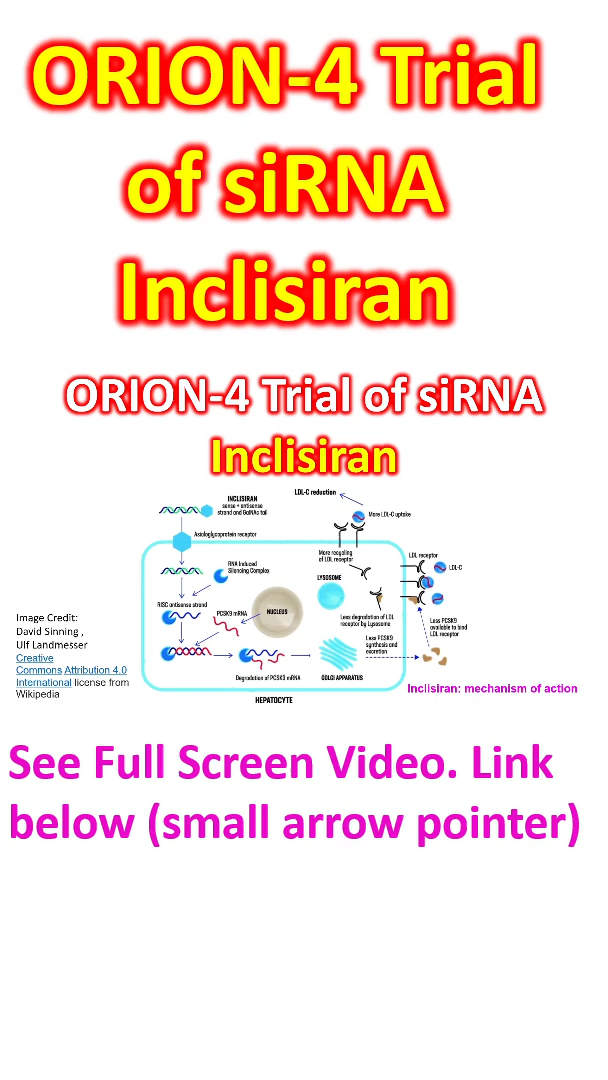 ORION-4 Trial
of siRNA
Inclisiran
ORION-4 Trial of siRNA
Inclisiran
INCLISIRAN
sense + antisense
strand and GalNAc tail
Asialoglycoprotein receptor
RNA Induced
Silencing Complex
RISC antisense strand
PCSK9 mRNA
NUCLEUS
Degradation of PCSK9 mRNA
HEPATOCYTE
LDL-C reduction
More LDL-C uptake
More recycling
of LDL receptor
LYSOSOME
Less degradation of LDL
receptor by Lysosome
Less PCSK9
synthesis and
excretion
GOLGI APPARATUS
LDL receptor
LDL-C
Less PCSK9
available to bind
LDL receptor
Image Credit:
David Sinning ,
Ulf Landmesser
Creative
Commons Attribution 4.0
International license from
Wikipedia
Inclisiran: mechanism of action
See Full Screen Video. Link
below (small arrow pointer)